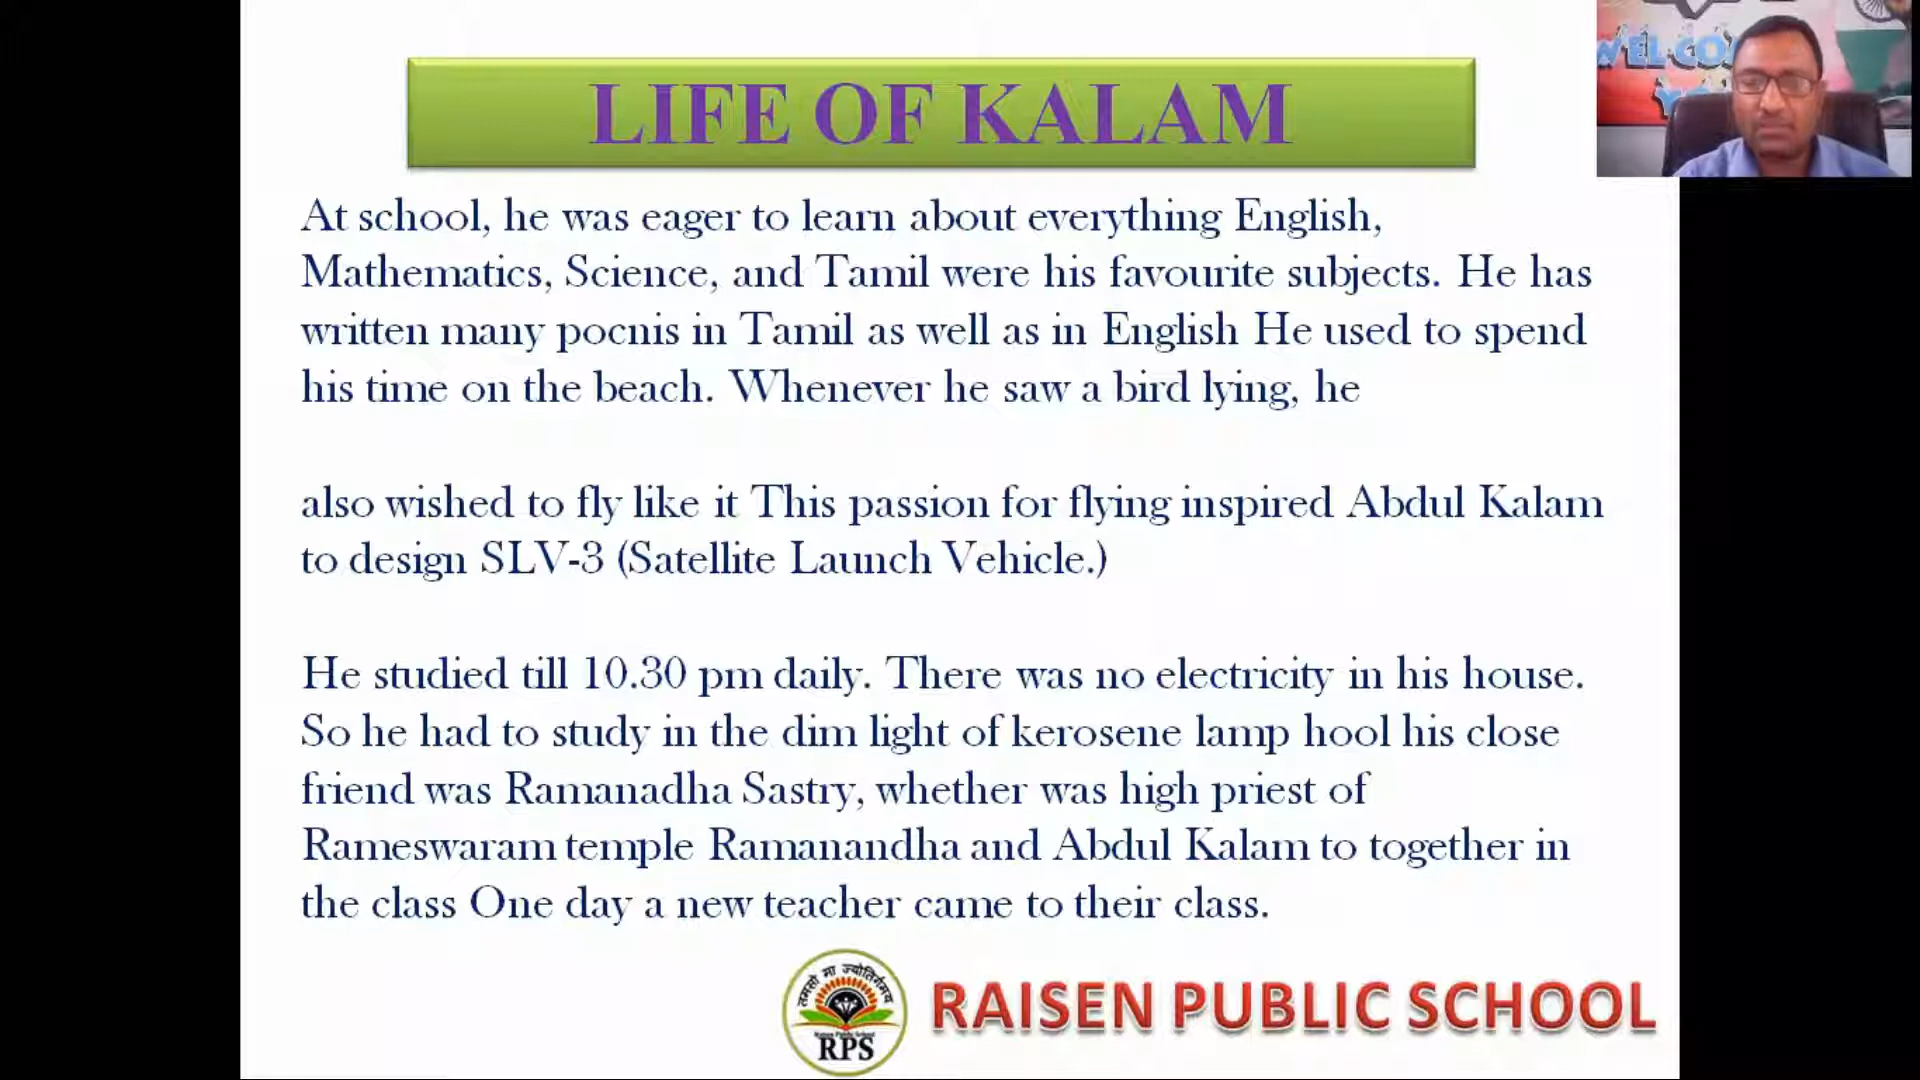 LIFE OF KALAM
WELCO
At school, he was eager to learn about everything English,
Mathematics, Science, and Tamil were his favourite subjects. He has
written many pocnis in Tamil as well as in English He used to spend
his time on the beach. Whenever he saw a bird lying, he
also wished to fly like it This passion for flying inspired Abdul Kalam
to design SLV-3 (Satellite Launch Vehicle.)
He studied till 10.30 pm daily. There was no electricity in his house.
So he had to study in the dim light of kerosene lamp hool his close
friend was Ramanadha Sastry, whether was high priest of
Rameswaram temple Ramanandha and Abdul Kalam to together in
the class One day a new teacher came to their class.
तमसो मा ज्योतिर्गमय
Raisen Public School
RPS
RAISEN PUBLIC SCHOOL